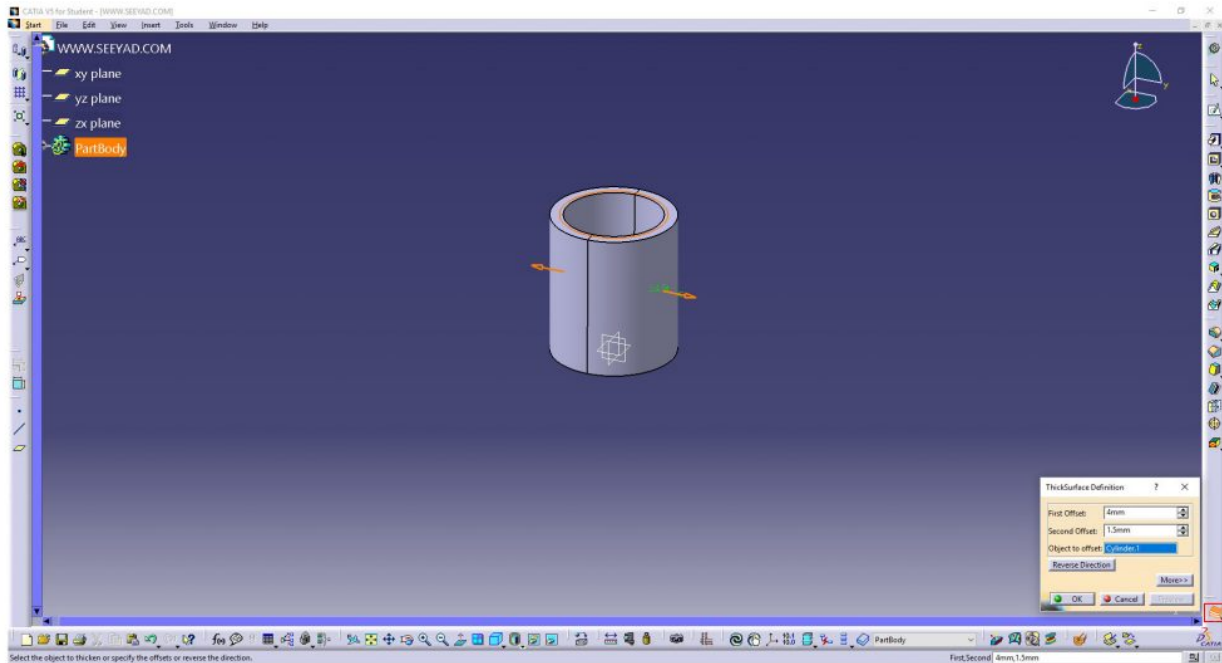 CATIA V5 for Student - [WWW.SEEYAD.COM]
Start File Edit View Insert Tools Window Help
WWW.SEEYAD.COM
xy plane
yz plane
zx plane
PartBody
z
y
ThickSurface Definition ? ×
First Offset: 4mm
Second Offset: 1.5mm
Object to offset: Cylinder.1
Reverse Direction
More>>
OK Cancel Preview
PartBody
CATIA
Select the object to thicken or specify the offsets or reverse the direction.
First,Second 4mm,1.5mm